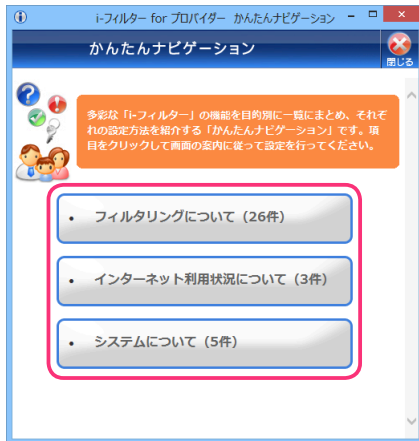 i-フィルター for プロバイダー かんたんナビゲーション
かんたんナビゲーション
閉じる
多彩な「i-フィルター」の機能を目的別に一覧にまとめ、それぞ
れの設定方法を紹介する「かんたんナビゲーション」です。項
目をクリックして画面の案内に従って設定を行ってください。
・ フィルタリングについて（26件）
・ インターネット利用状況について（3件）
・ システムについて（5件）